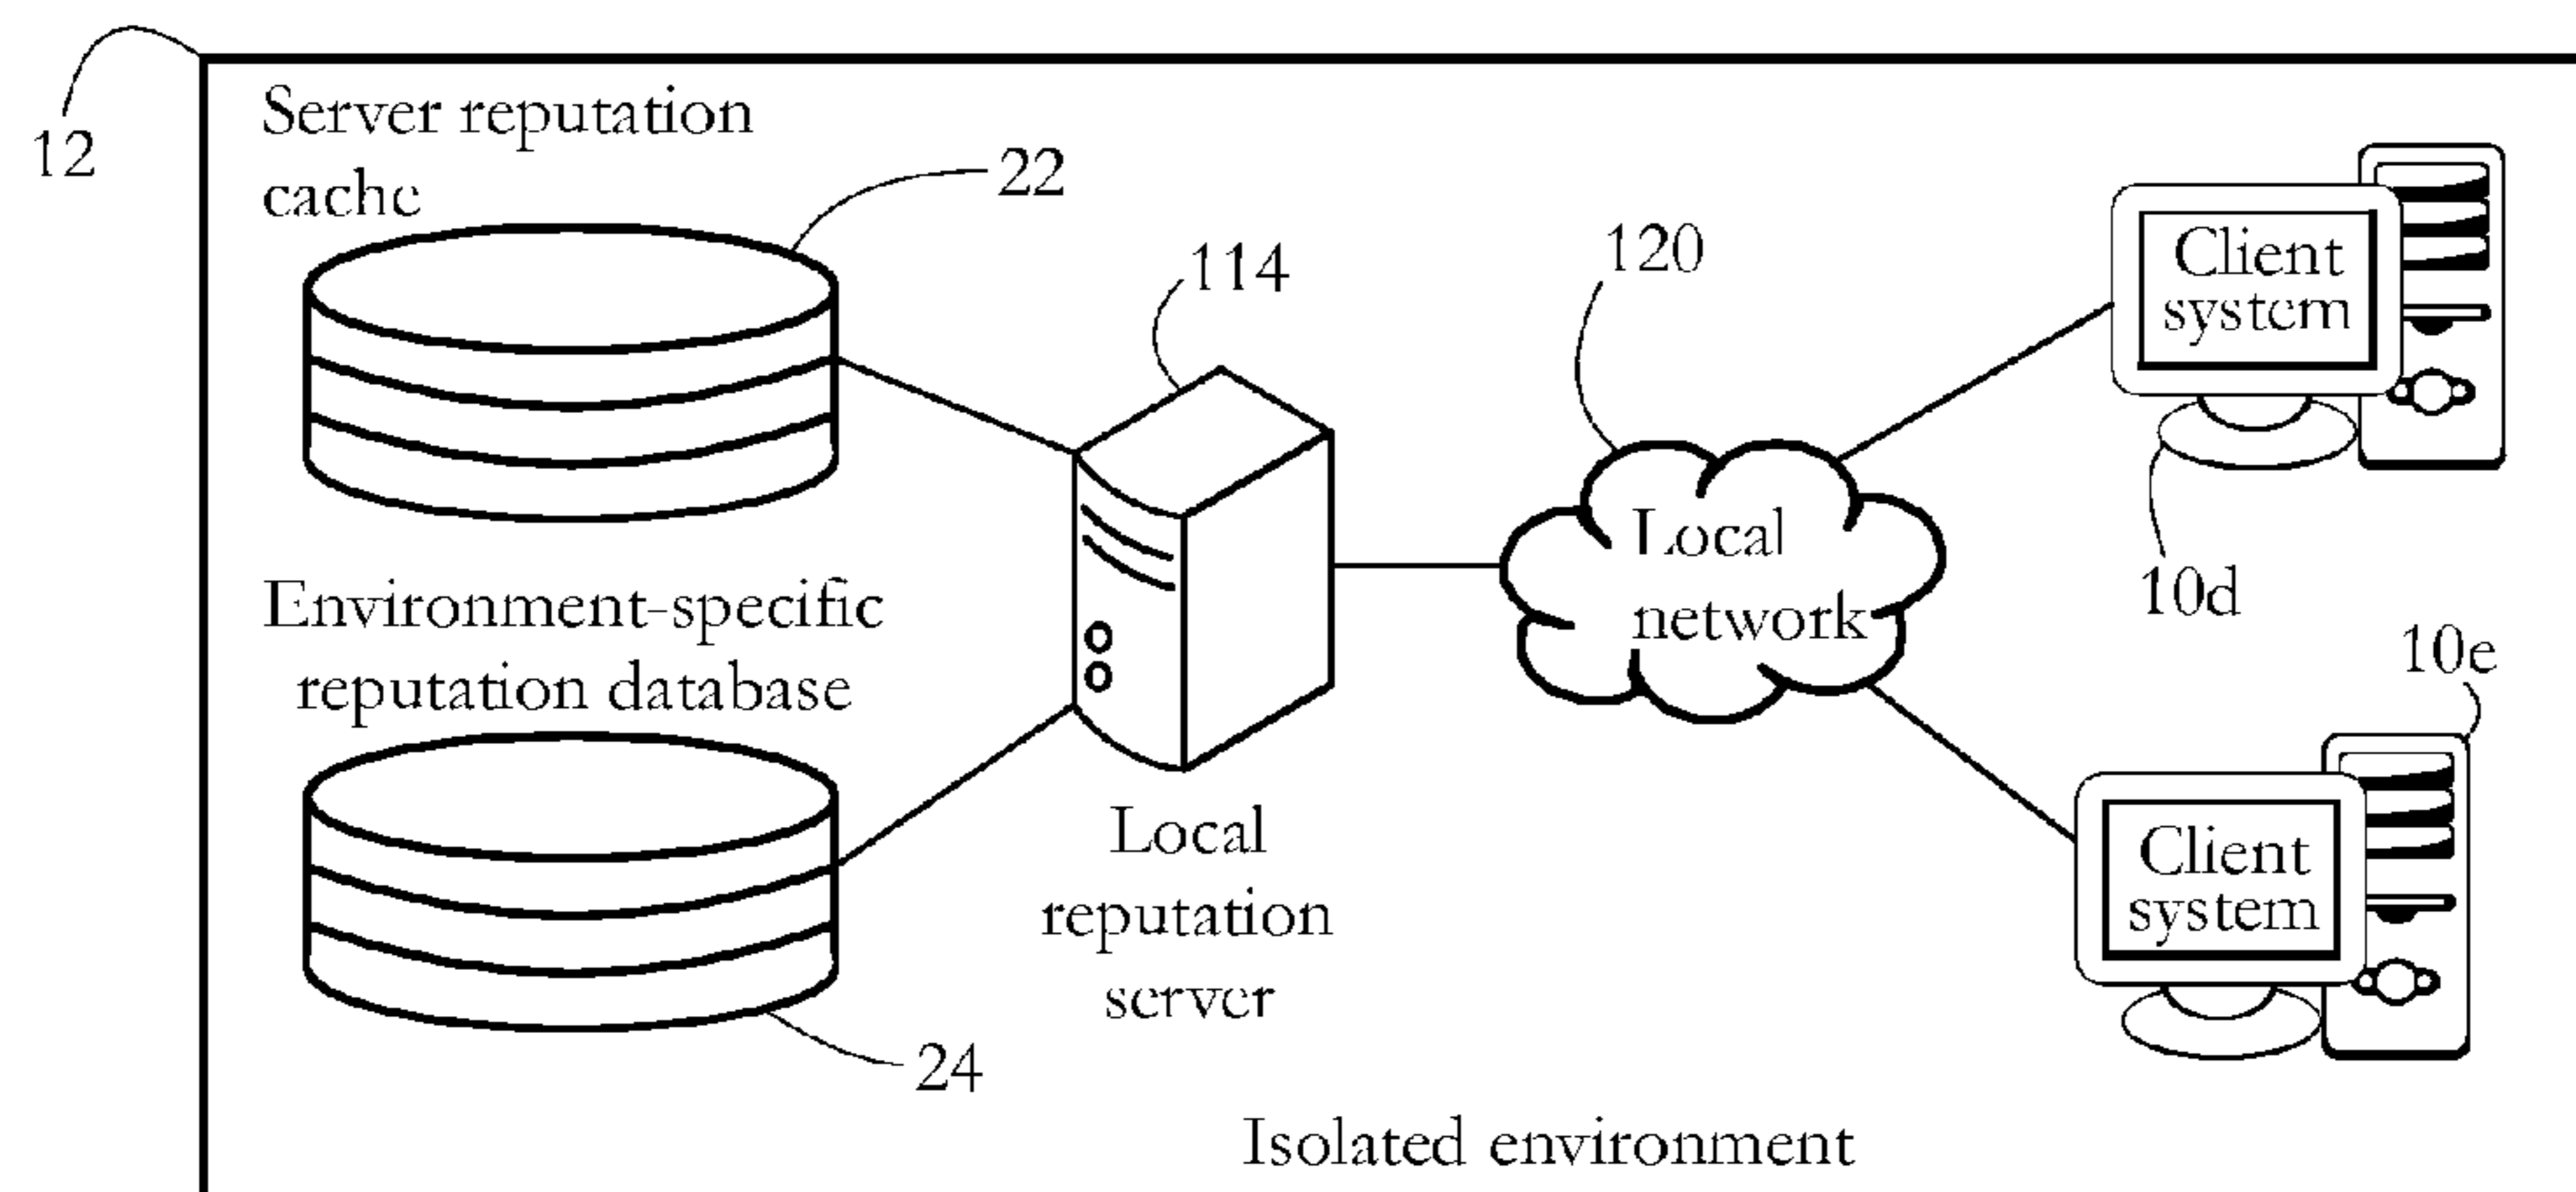 12
Server reputation
cache
22
114
120
Client
system
10d
Environment-specific
reputation database
Local
network
10e
Client
system
Local
reputation
server
24
Isolated environment